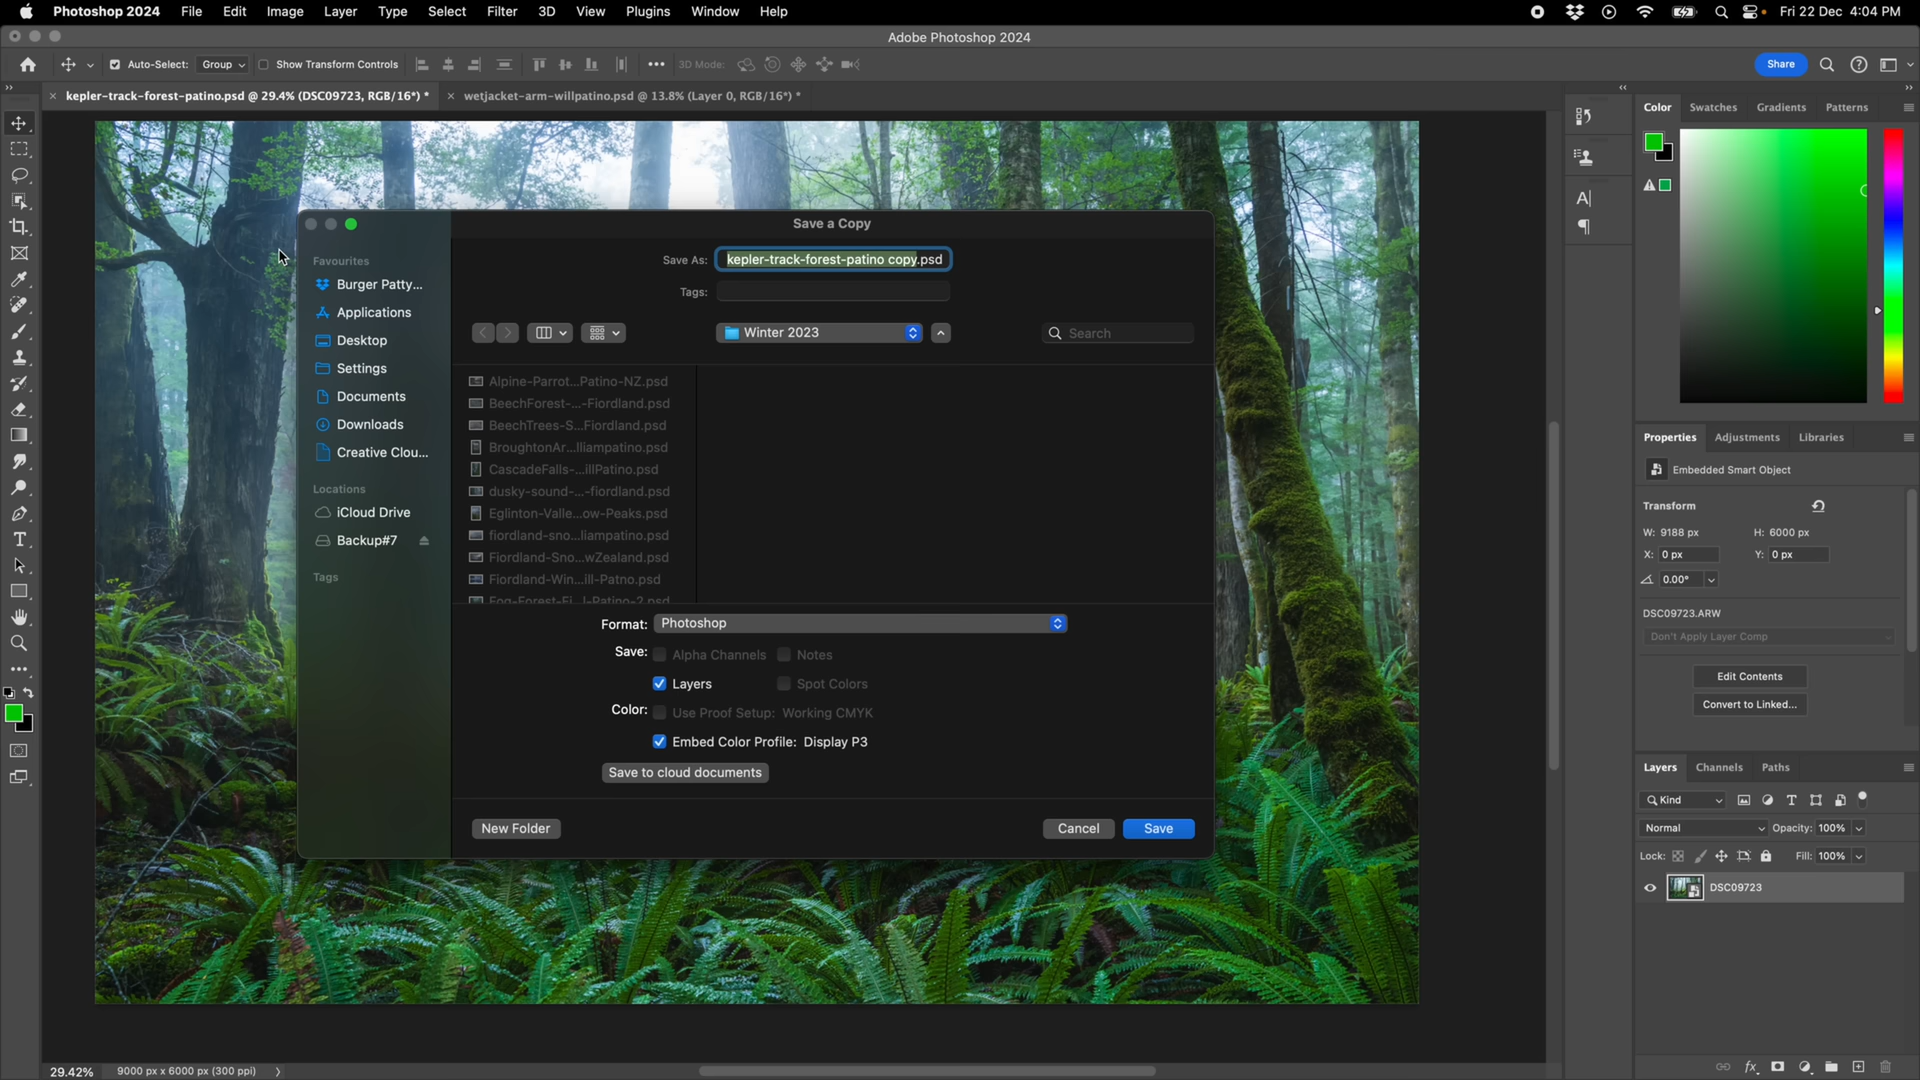 Photoshop 2024 File Edit Image Layer Type Select Filter 3D View Plugins Window Help Fri 22 Dec 4:04 PM
Adobe Photoshop 2024
Auto-Select: Group Show Transform Controls 3D Mode: Share
kepler-track-forest-patino.psd @ 29.4% (DSC09723, RGB/16*) * wetjacket-arm-willpatino.psd @ 13.8% (Layer 0, RGB/16*) *
Color Swatches Gradients Patterns
Save a Copy
Save As: kepler-track-forest-patino copy.psd
Tags:
Winter 2023
Search
Favourites
Burger Patty...
Applications
Desktop
Settings
Documents
Downloads
Creative Clou...
Locations
iCloud Drive
Backup#7
Tags
Alpine-Parrot...Patino-NZ.psd
BeechForest-...-Fiordland.psd
BeechTrees-S...Fiordland.psd
BroughtonAr...lliampatino.psd
CascadeFalls-...illPatino.psd
dusky-sound-...-fiordland.psd
Eglinton-Valle...ow-Peaks.psd
fiordland-sno...liampatino.psd
Fiordland-Sno...wZealand.psd
Fiordland-Win...ill-Patno.psd
Fog-Forest-Fi...l-Patino-2.psd
Format: Photoshop
Save: Alpha Channels Notes
Layers Spot Colors
Color: Use Proof Setup: Working CMYK
Embed Color Profile: Display P3
Save to cloud documents
New Folder Cancel Save
Properties Adjustments Libraries
Embedded Smart Object
Transform
W: 9188 px H: 6000 px
X: 0 px Y: 0 px
0.00°
DSC09723.ARW
Don't Apply Layer Comp
Edit Contents
Convert to Linked...
Layers Channels Paths
Kind
Normal Opacity: 100%
Lock: Fill: 100%
DSC09723
fx
29.42% 9000 px x 6000 px (300 ppi)